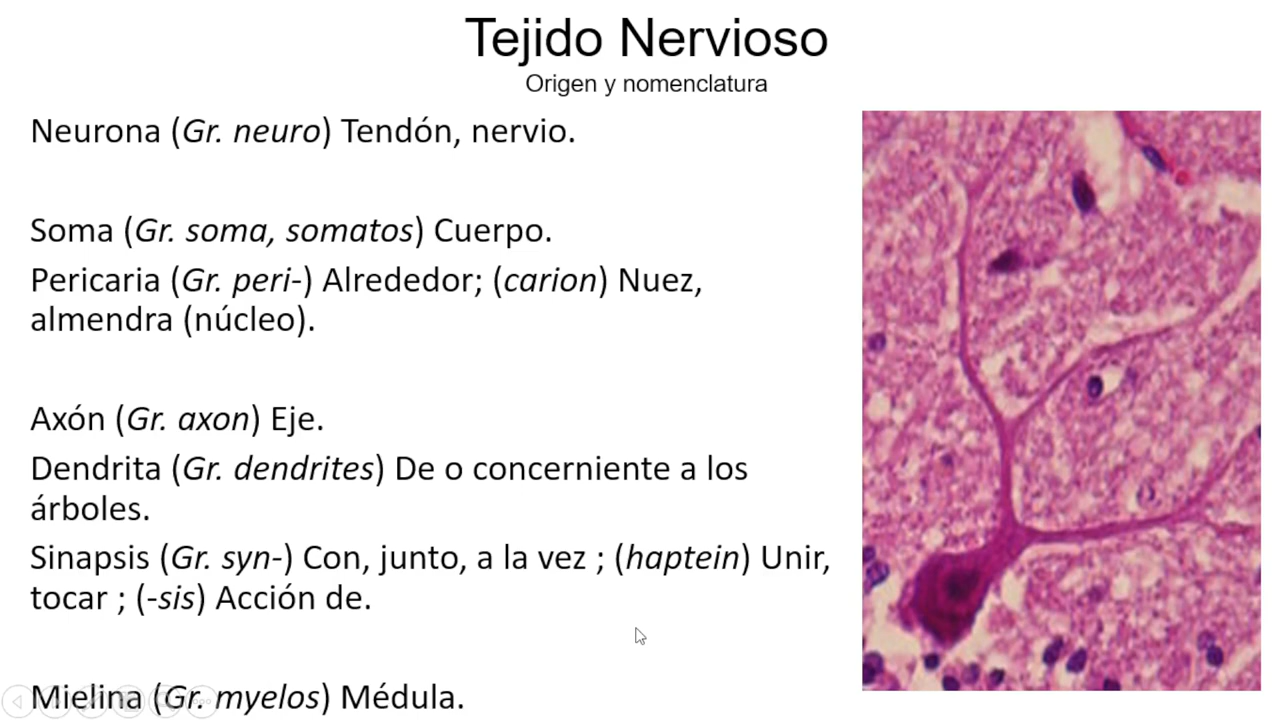 Tejido Nervioso
Origen y nomenclatura
Neurona (Gr. neuro) Tendón, nervio.
Soma (Gr. soma, somatos) Cuerpo.
Pericaria (Gr. peri-) Alrededor; (carion) Nuez,
almendra (núcleo).
Axón (Gr. axon) Eje.
Dendrita (Gr. dendrites) De o concerniente a los
árboles.
Sinapsis (Gr. syn-) Con, junto, a la vez ; (haptein) Unir,
tocar ; (-sis) Acción de.
Mielina (Gr. myelos) Médula.